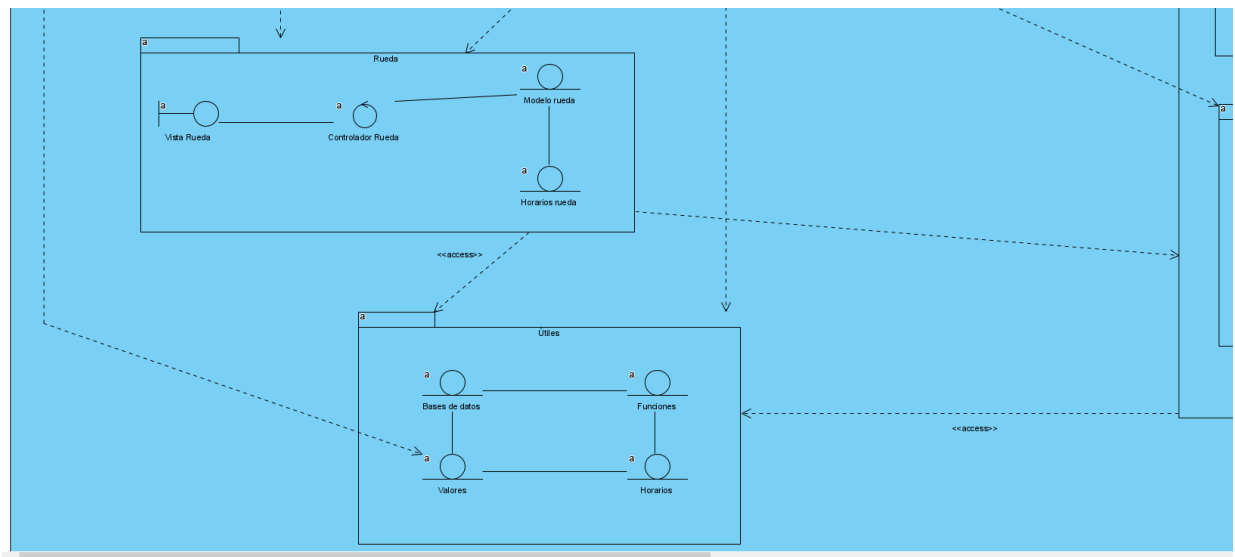 a
Rueda
a
Modelo rueda
a
Vista Rueda
a
Controlador Rueda
a
Horarios rueda
a
<<access>>
a
Útiles
a
Bases de datos
a
Funciones
a
Valores
a
Horarios
<<access>>